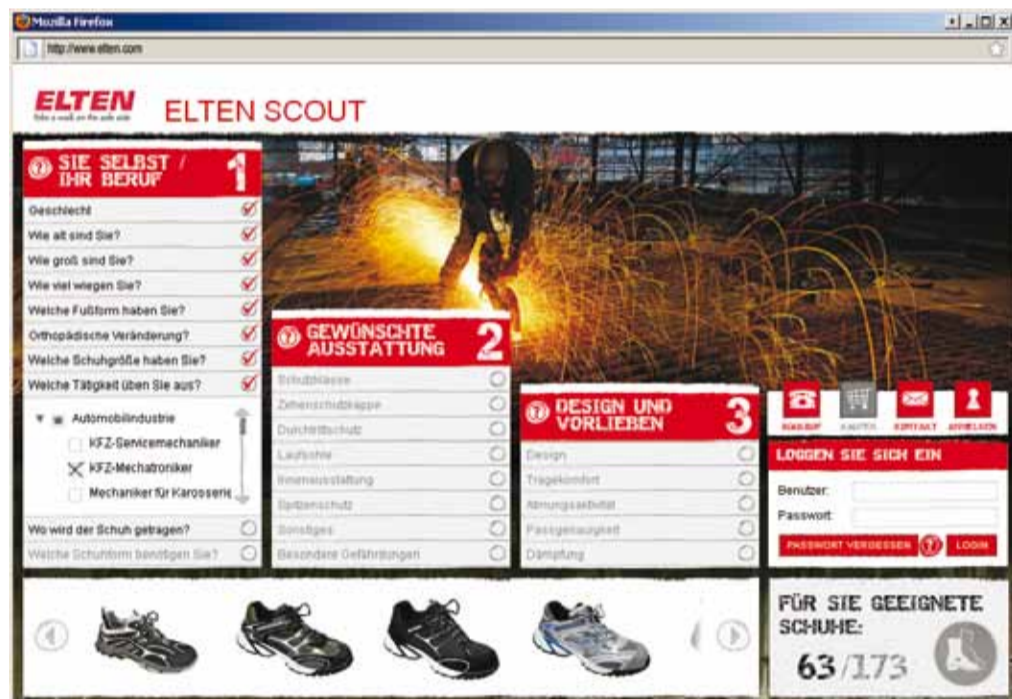 Mozilla Firefox
http://www.elten.com
ELTEN
ELTEN SCOUT
SIE SELBST /
IHR BERUF
1
Geschlecht
Wie alt sind Sie?
Wie groß sind Sie?
Wie viel wiegen Sie?
Welche Fußform haben Sie?
Orthopädische Veränderung?
Welche Schuhgröße haben Sie?
Welche Tätigkeit üben Sie aus?
Automobilindustrie
KFZ-Servicemechaniker
KFZ-Mechatroniker
Mechaniker für Karosserie
Wo wird der Schuh getragen?
Welche Schuhform benötigen Sie?
GEWÜNSCHTE
AUSSTATTUNG
2
Schutzklasse
Zehenschutzkappe
Durchtrittschutz
Laufsohle
Innenausstattung
Spitzenschutz
Sonstiges
Besondere Gefährdungen
DESIGN UND
VORLIEBEN
3
Design
Tragekomfort
Atmungsaktivität
Passgenauigkeit
Dämpfung
KAUFEN KONTAKT ANMELDEN
LOGGEN SIE SICH EIN
Benutzer:
Passwort:
PASSWORT VERGESSEN ? LOGIN
FÜR SIE GEEIGNETE
SCHUHE:
63/173